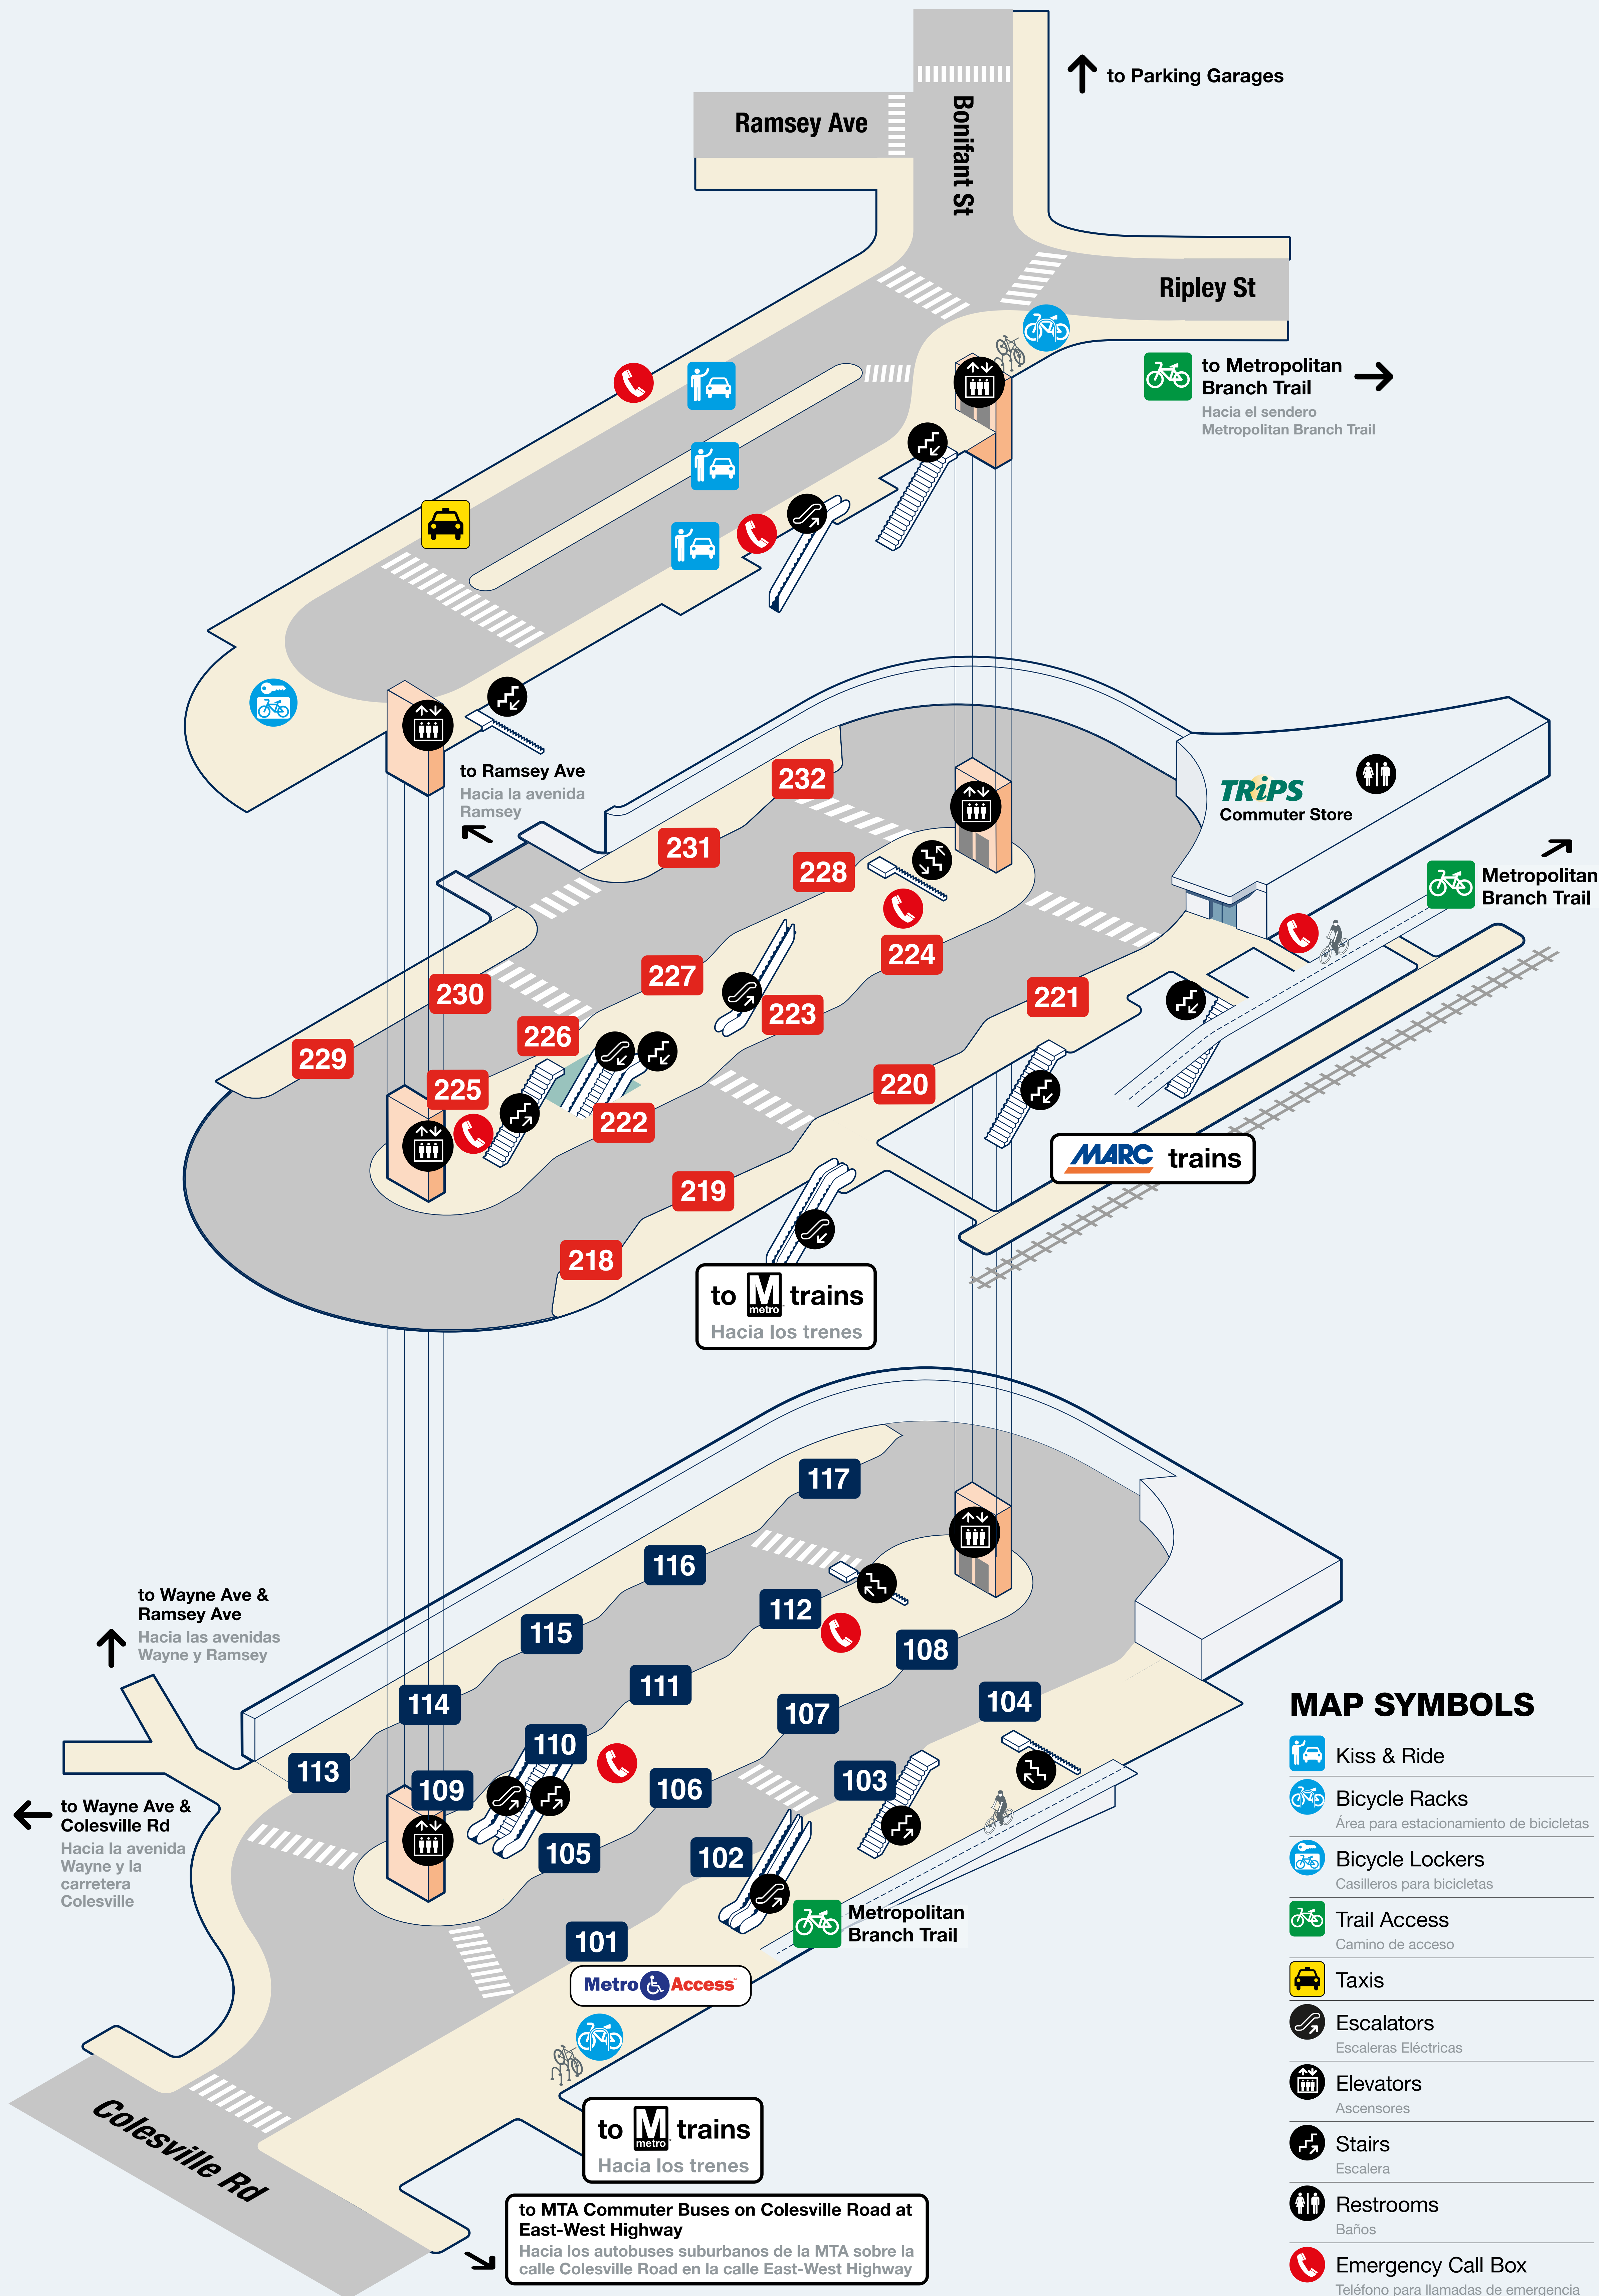 to Parking Garages
Ramsey Ave
Bonifant St
Ripley St
to Metropolitan
Branch Trail
Hacia el sendero
Metropolitan Branch Trail
to Ramsey Ave
Hacia la avenida
Ramsey
232
231
228
224
227
230
223
221
226
229
225
222
220
219
218
TRiPS
Commuter Store
Metropolitan
Branch Trail
MARC trains
to M metro trains
Hacia los trenes
117
116
112
115
108
111
104
114
107
110
113
109
106
103
105
102
101
to Wayne Ave &
Ramsey Ave
Hacia las avenidas
Wayne y Ramsey
to Wayne Ave &
Colesville Rd
Hacia la avenida
Wayne y la
carretera
Colesville
Metropolitan
Branch Trail
Metro Access
Colesville Rd
to M metro trains
Hacia los trenes
to MTA Commuter Buses on Colesville Road at
East-West Highway
Hacia los autobuses suburbanos de la MTA sobre la
calle Colesville Road en la calle East-West Highway
MAP SYMBOLS
Kiss & Ride
Bicycle Racks
Área para estacionamiento de bicicletas
Bicycle Lockers
Casilleros para bicicletas
Trail Access
Camino de acceso
Taxis
Escalators
Escaleras Eléctricas
Elevators
Ascensores
Stairs
Escalera
Restrooms
Baños
Emergency Call Box
Teléfono para llamadas de emergencia